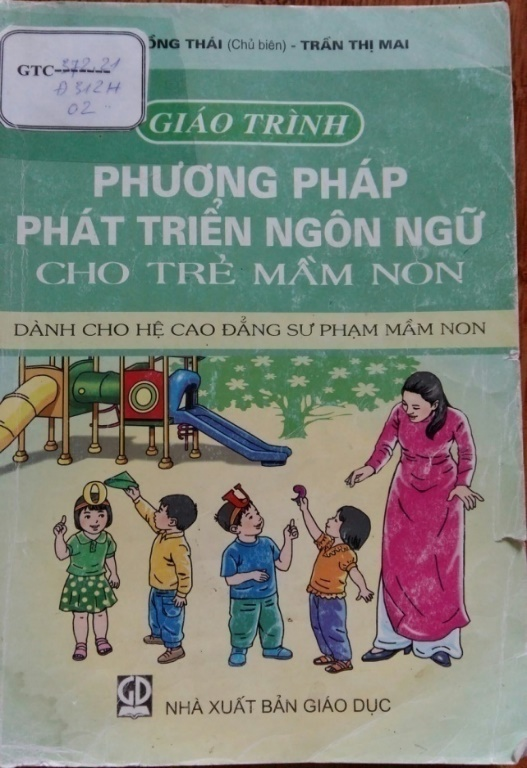 THÁI (Chủ biên) - TRẦN THỊ MAI
GTC 372.21
Đ312H
02
GIÁO TRÌNH
PHƯƠNG PHÁP
PHÁT TRIỂN NGÔN NGỮ
CHO TRẺ MẦM NON
DÀNH CHO HỆ CAO ĐẲNG SƯ PHẠM MẦM NON
GD
NHÀ XUẤT BẢN GIÁO DỤC